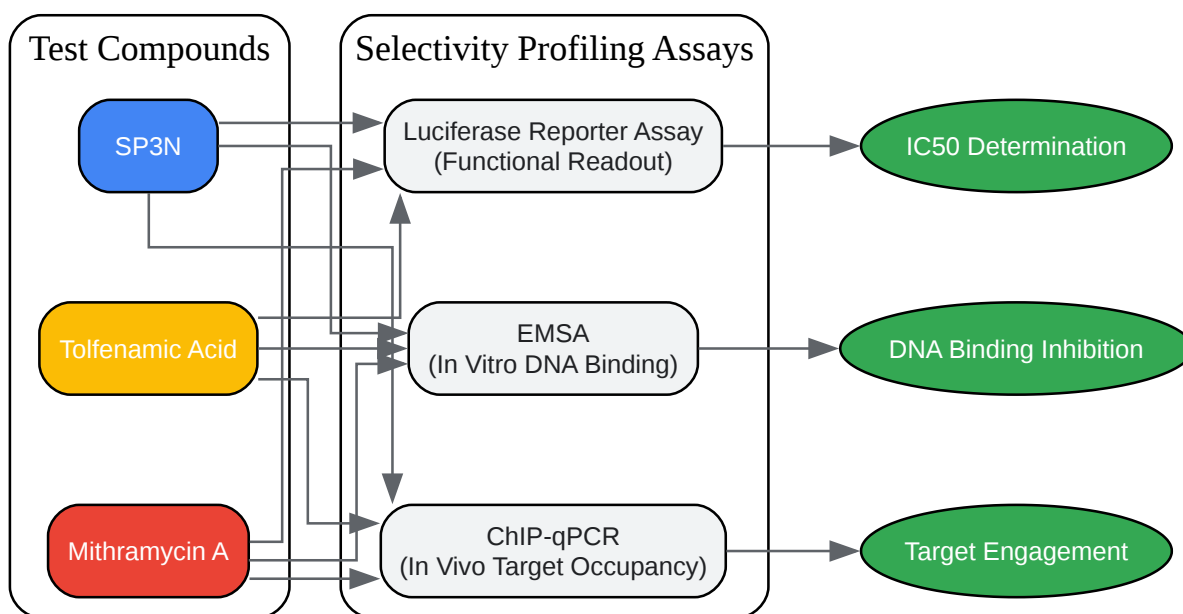 Test Compounds
Selectivity Profiling Assays
SP3N
Luciferase Reporter Assay
(Functional Readout)
IC50 Determination
Tolfenamic Acid
EMSA
(In Vitro DNA Binding)
DNA Binding Inhibition
Mithramycin A
ChIP-qPCR
(In Vivo Target Occupancy)
Target Engagement